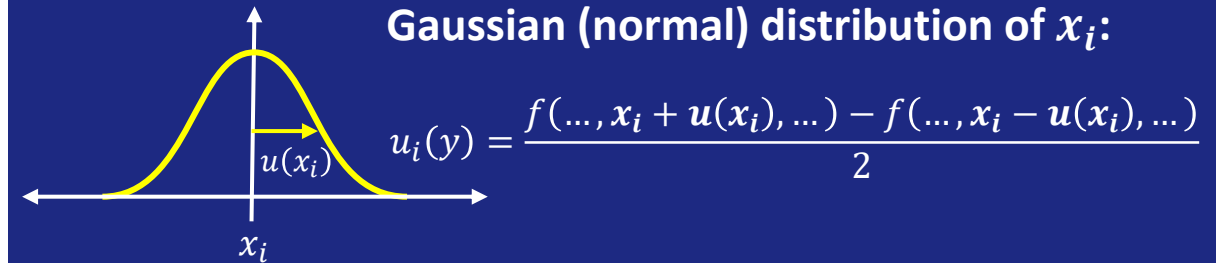 Gaussian (normal) distribution of 𝒙ᵢ:
uᵢ(y) = (f(…, 𝒙ᵢ + 𝒖(𝒙ᵢ), …) − f(…, 𝒙ᵢ − 𝒖(𝒙ᵢ), …)) / 2
u(xᵢ)
xᵢ